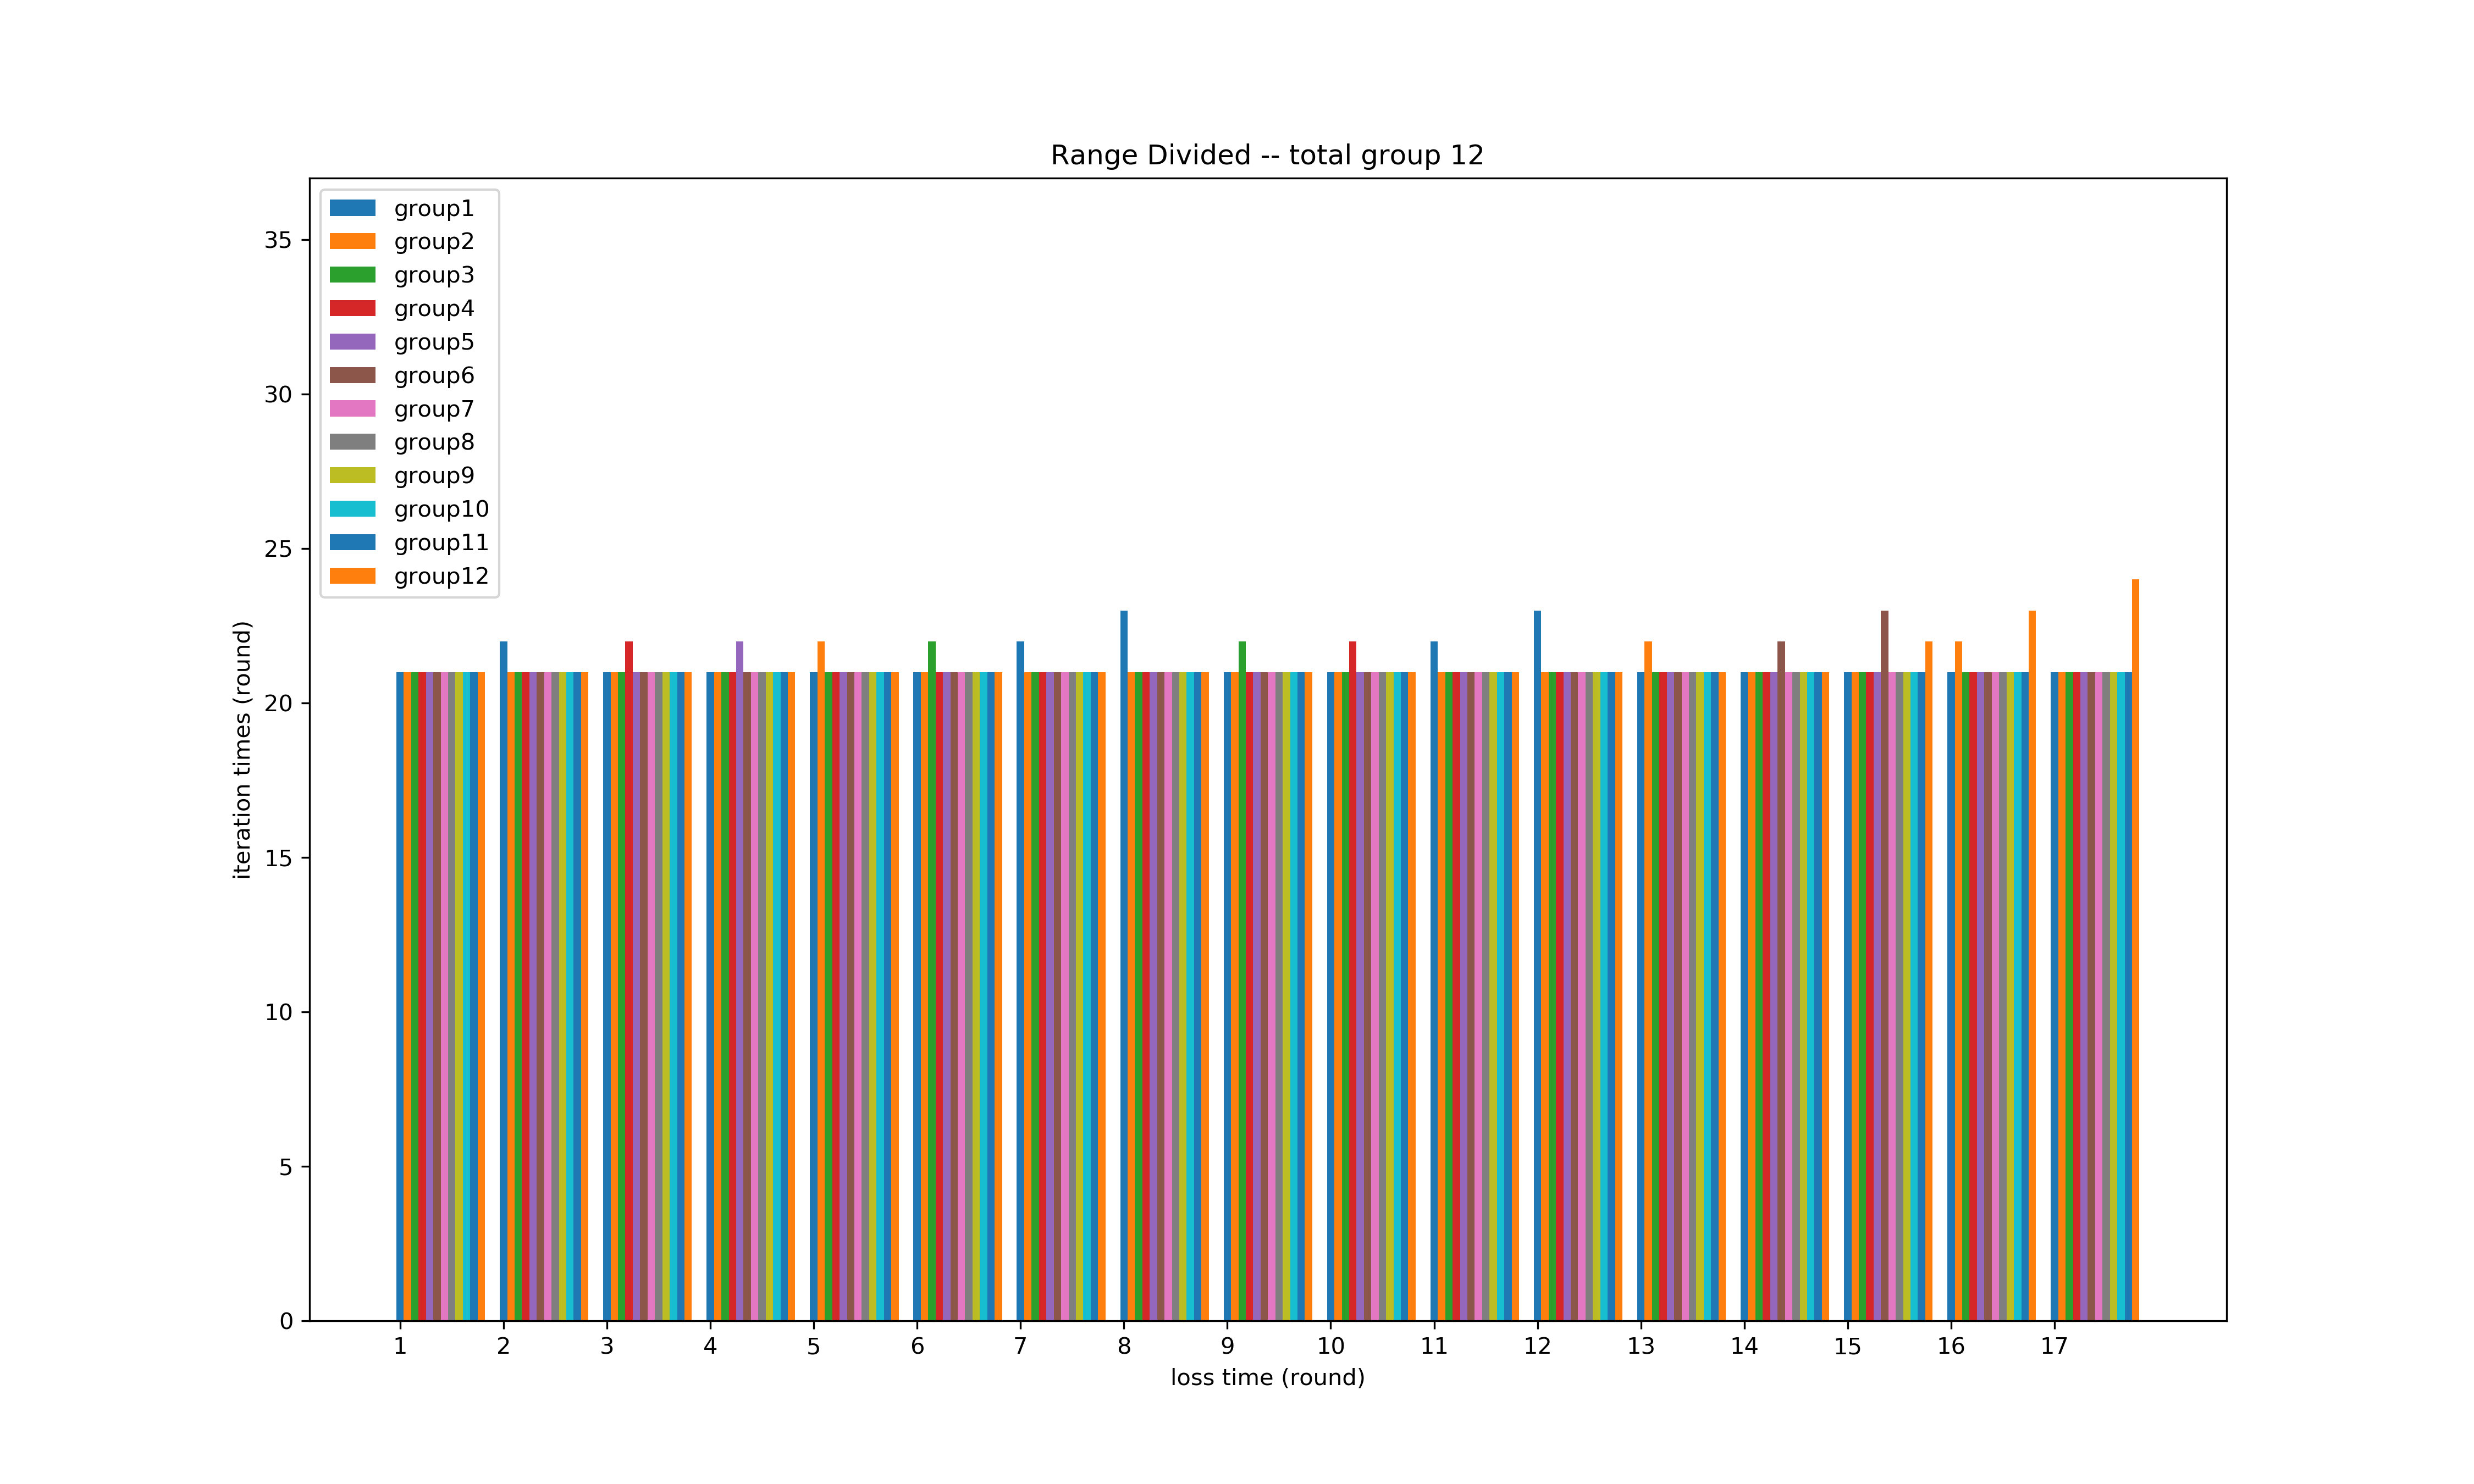 Range Divided -- total group 12
group1
group2
group3
group4
group5
group6
group7
group8
group9
group10
group11
group12
35
30
25
20
15
10
5
0
iteration times (round)
1 2 3 4 5 6 7 8 9 10 11 12 13 14 15 16 17
loss time (round)